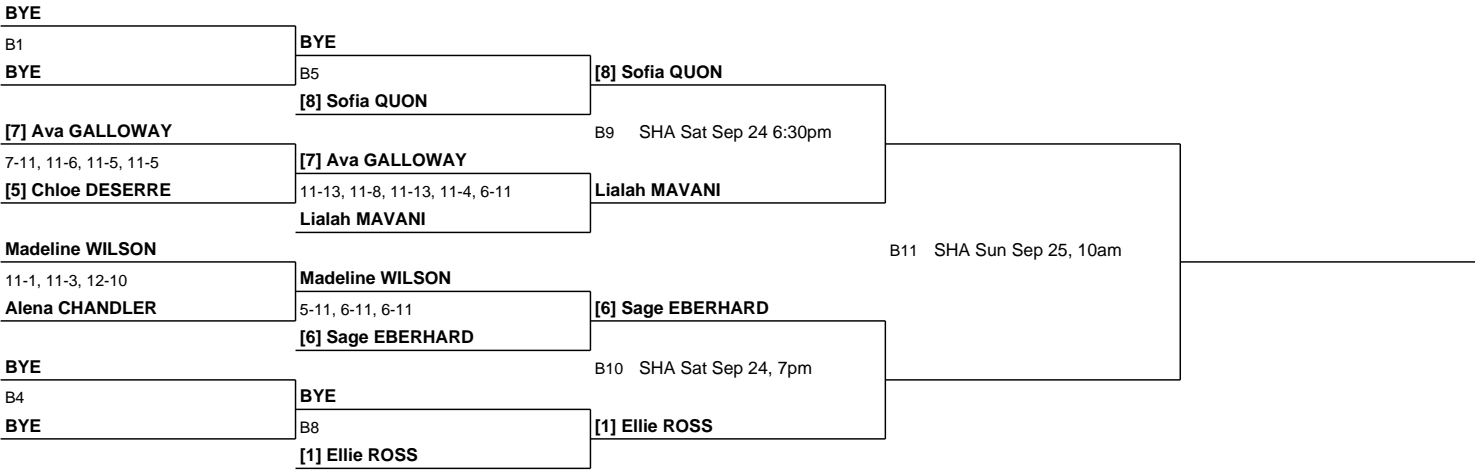 BYE
B1
BYE
BYE
B5
[8] Sofia QUON
[8] Sofia QUON
[7] Ava GALLOWAY
B9 SHA Sat Sep 24 6:30pm
7-11, 11-6, 11-5, 11-5
[7] Ava GALLOWAY
[5] Chloe DESERRE
11-13, 11-8, 11-13, 11-4, 6-11
Lialah MAVANI
Lialah MAVANI
Madeline WILSON
B11 SHA Sun Sep 25, 10am
11-1, 11-3, 12-10
Madeline WILSON
Alena CHANDLER
5-11, 6-11, 6-11
[6] Sage EBERHARD
[6] Sage EBERHARD
BYE
B10 SHA Sat Sep 24, 7pm
B4
BYE
BYE
B8
[1] Ellie ROSS
[1] Ellie ROSS